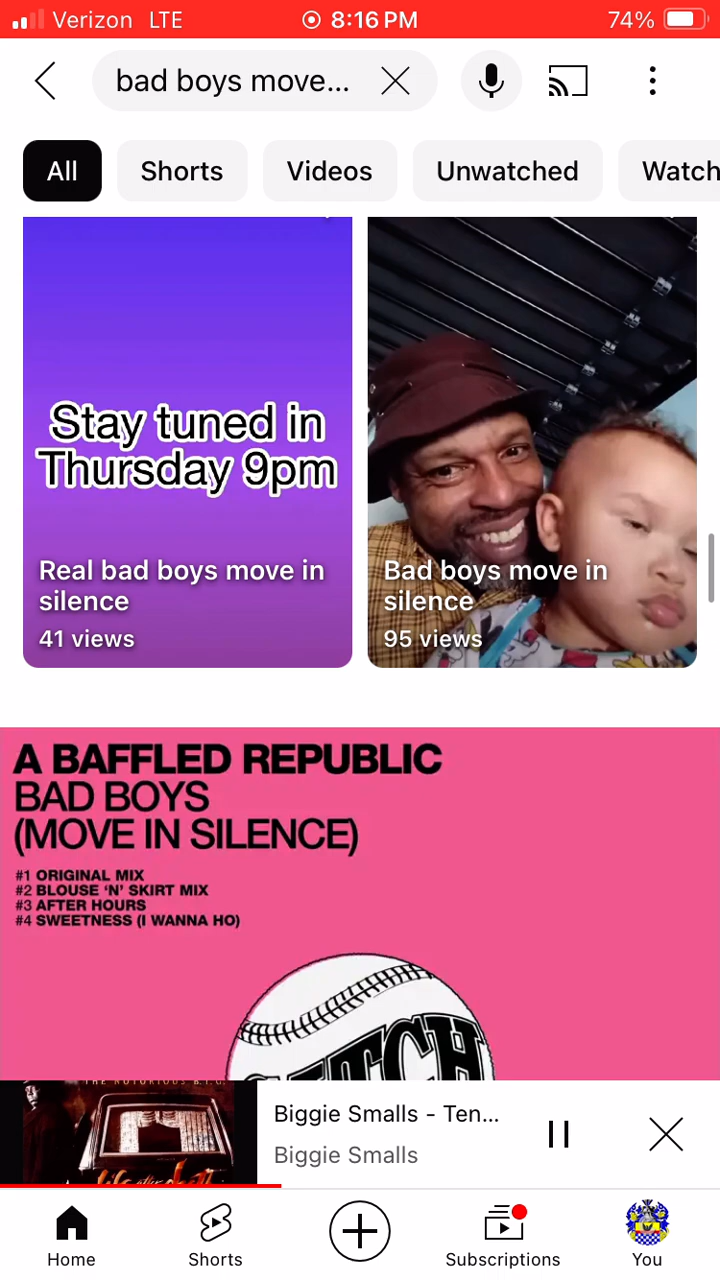 Verizon LTE 8:16 PM 74%
bad boys move...
All Shorts Videos Unwatched Watch
Stay tuned in
Thursday 9pm
Real bad boys move in
silence
41 views
Bad boys move in
silence
95 views
A BAFFLED REPUBLIC
BAD BOYS
(MOVE IN SILENCE)
#1 ORIGINAL MIX
#2 BLOUSE ‘N’ SKIRT MIX
#3 AFTER HOURS
#4 SWEETNESS (I WANNA HO)
THE NOTORIOUS B.I.G.
Biggie Smalls - Ten...
Biggie Smalls
Home Shorts Subscriptions You